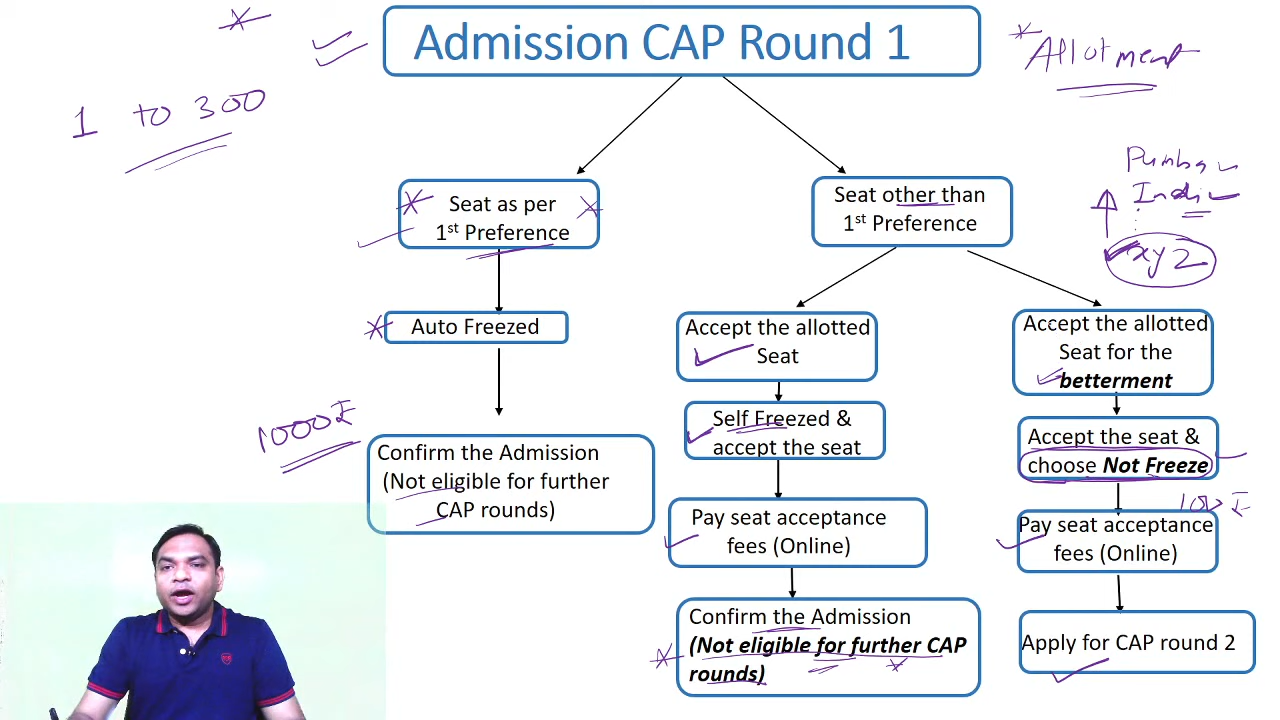 Admission CAP Round 1
Allotment
1 to 300
Seat as per
1st Preference
Seat other than
1st Preference
xyz
Auto Freezed
Accept the allotted
Seat
Accept the allotted
Seat for the
betterment
1000₹
Self Freezed &
accept the seat
Accept the seat &
choose Not Freeze
Confirm the Admission
(Not eligible for further
CAP rounds)
Pay seat acceptance
fees (Online)
Pay seat acceptance
fees (Online)
Confirm the Admission
(Not eligible for further CAP
rounds)
Apply for CAP round 2